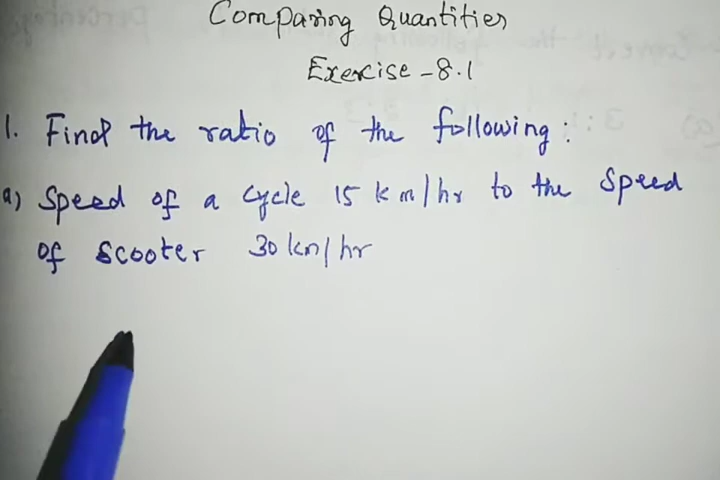 Comparing Quantities
Exercise - 8.1
1. Find the ratio of the following :
a) Speed of a cycle 15 km/hr to the speed
of scooter 30 km/hr